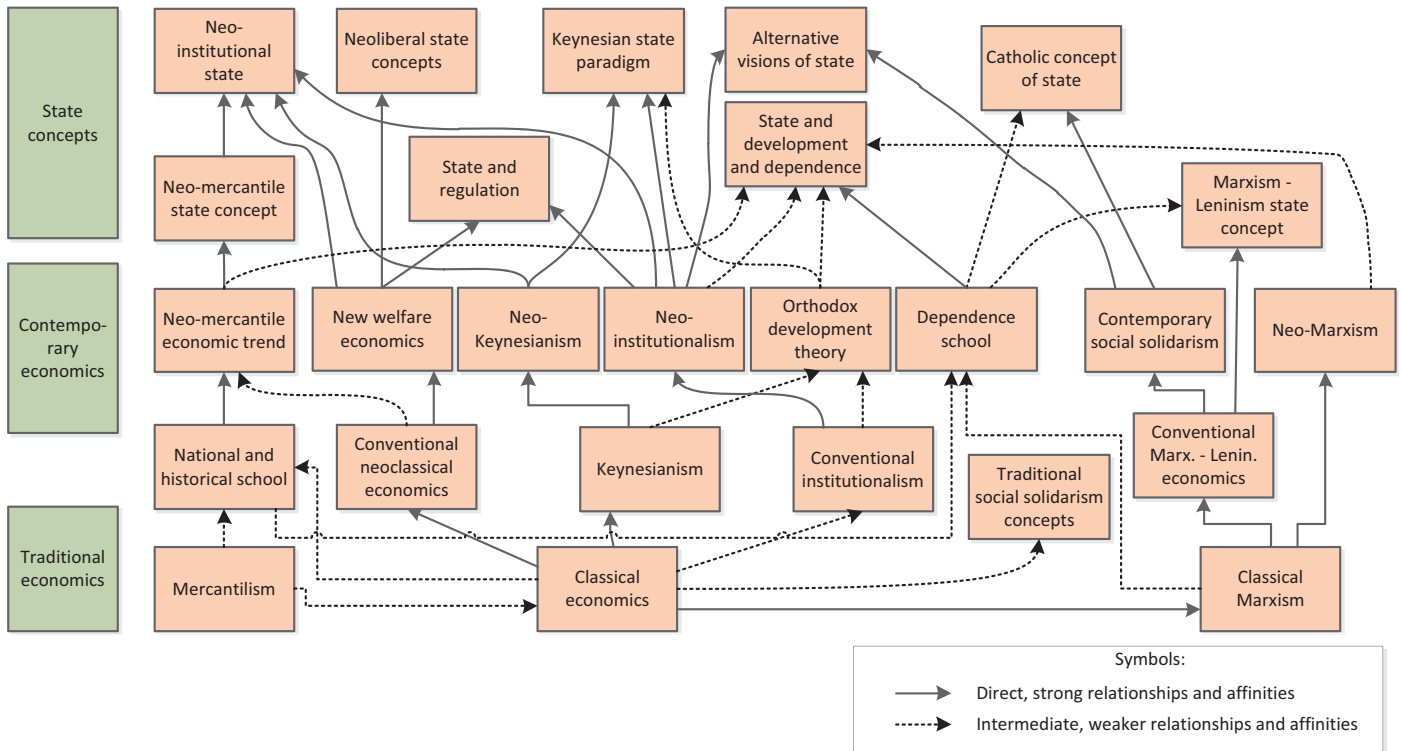 State
concepts
Contempo-
rary
economics
Traditional
economics
Neo-
institutional
state
Neoliberal state
concepts
Keynesian state
paradigm
Alternative
visions of state
Catholic concept
of state
State and
development
and dependence
State and
regulation
Neo-mercantile
state concept
Marxism -
Leninism state
concept
Neo-mercantile
economic trend
New welfare
economics
Neo-
Keynesianism
Neo-
institutionalism
Orthodox
development
theory
Dependence
school
Contemporary
social solidarism
Neo-Marxism
National and
historical school
Conventional
neoclassical
economics
Keynesianism
Conventional
institutionalism
Traditional
social solidarism
concepts
Conventional
Marx. - Lenin.
economics
Mercantilism
Classical
economics
Classical
Marxism
Symbols:
Direct, strong relationships and affinities
Intermediate, weaker relationships and affinities